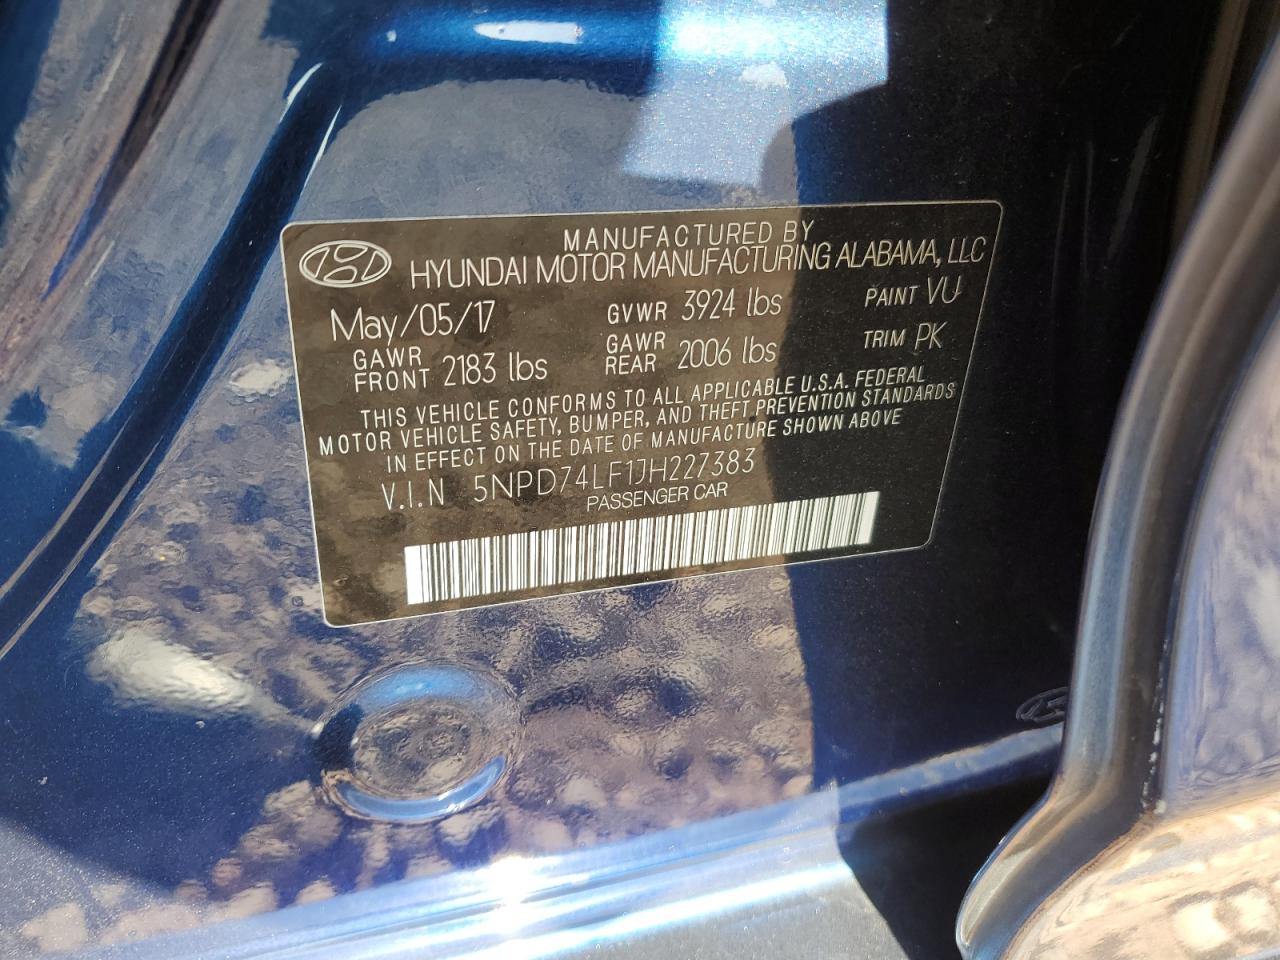 MANUFACTURED BY
HYUNDAI MOTOR MANUFACTURING ALABAMA, LLC
May/05/17 GVWR 3924 lbs PAINT VU
GAWR FRONT 2183 lbs GAWR REAR 2006 lbs TRIM PK
THIS VEHICLE CONFORMS TO ALL APPLICABLE U.S.A. FEDERAL
MOTOR VEHICLE SAFETY, BUMPER, AND THEFT PREVENTION STANDARDS
IN EFFECT ON THE DATE OF MANUFACTURE SHOWN ABOVE
V.I.N 5NPD74LF1JH227383
PASSENGER CAR